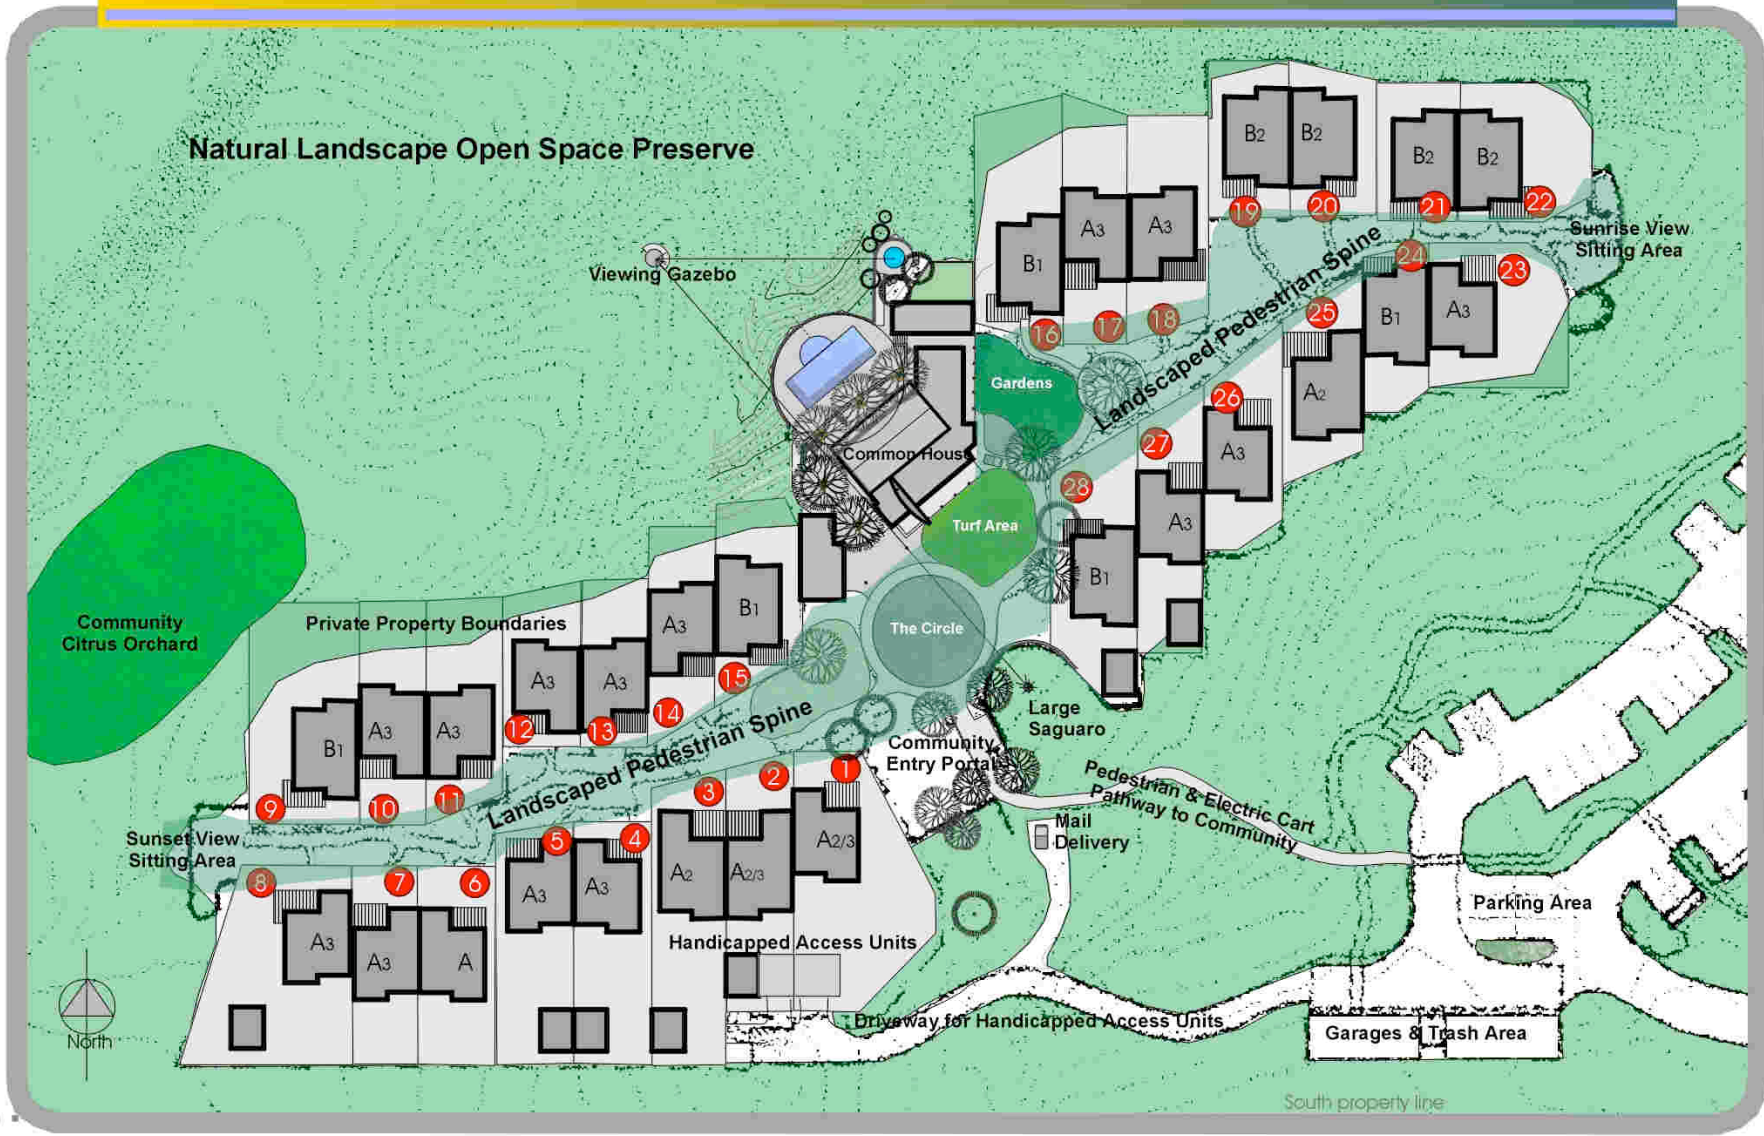 Natural Landscape Open Space Preserve
B2
B2
B2
B2
19
20
21
22
Sunrise View
Sitting Area
A3
A3
B1
24
23
Viewing Gazebo
16
17
18
25
B1
A3
Landscaped Pedestrian Spine
Gardens
26
A2
27
A3
Common House
28
Turf Area
A3
B1
Community
Citrus Orchard
Private Property Boundaries
B1
A3
The Circle
A3
A3
15
14
12
13
Large
Saguaro
B1
A3
A3
Landscaped Pedestrian Spine
Community
Entry Portal
9
10
11
3
2
1
Pedestrian & Electric Cart
Pathway to Community
Sunset View
Sitting Area
5
4
Mail
Delivery
A2/3
A2
A2/3
8
7
6
A3
A3
Parking Area
A3
A3
A
Handicapped Access Units
North
Driveway for Handicapped Access Units
Garages & Trash Area
South property line